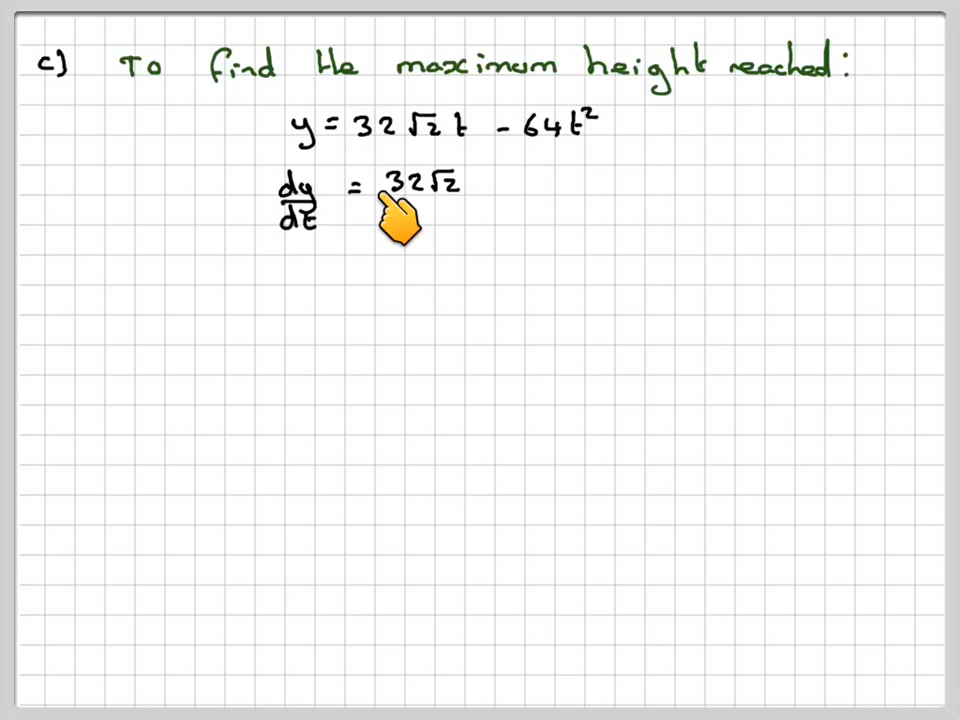 c) To find the maximum height reached:
y = 32√2 t - 64t²
dy/dt = 32√2